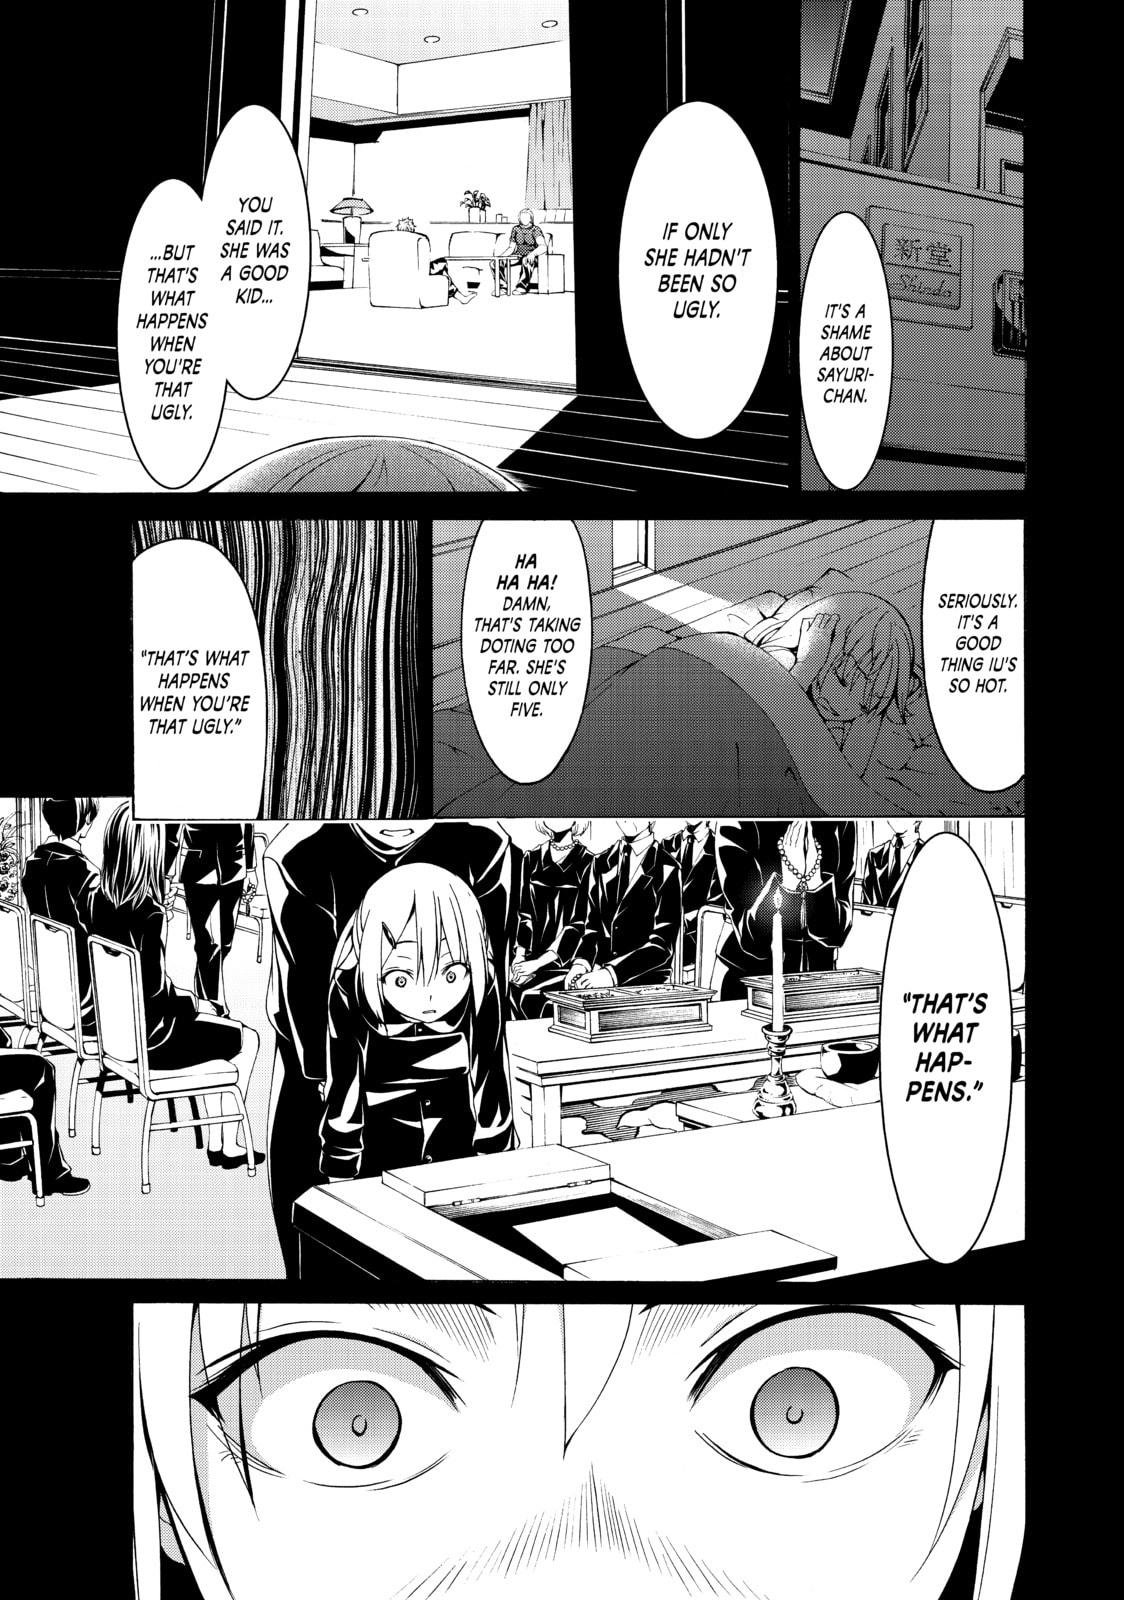 新堂
Shindo
IT'S A
SHAME
ABOUT
SAYURI-
CHAN.
IF ONLY
SHE HADN'T
BEEN SO
UGLY.
YOU
SAID IT.
SHE WAS
A GOOD
KID...
...BUT
THAT'S
WHAT
HAPPENS
WHEN
YOU'RE
THAT
UGLY.
SERIOUSLY.
IT'S A
GOOD
THING IU'S
SO HOT.
HA
HA HA!
DAMN,
THAT'S TAKING
DOTING TOO
FAR. SHE'S
STILL ONLY
FIVE.
"THAT'S WHAT
HAPPENS
WHEN YOU'RE
THAT UGLY."
"THAT'S
WHAT
HAP-
PENS."